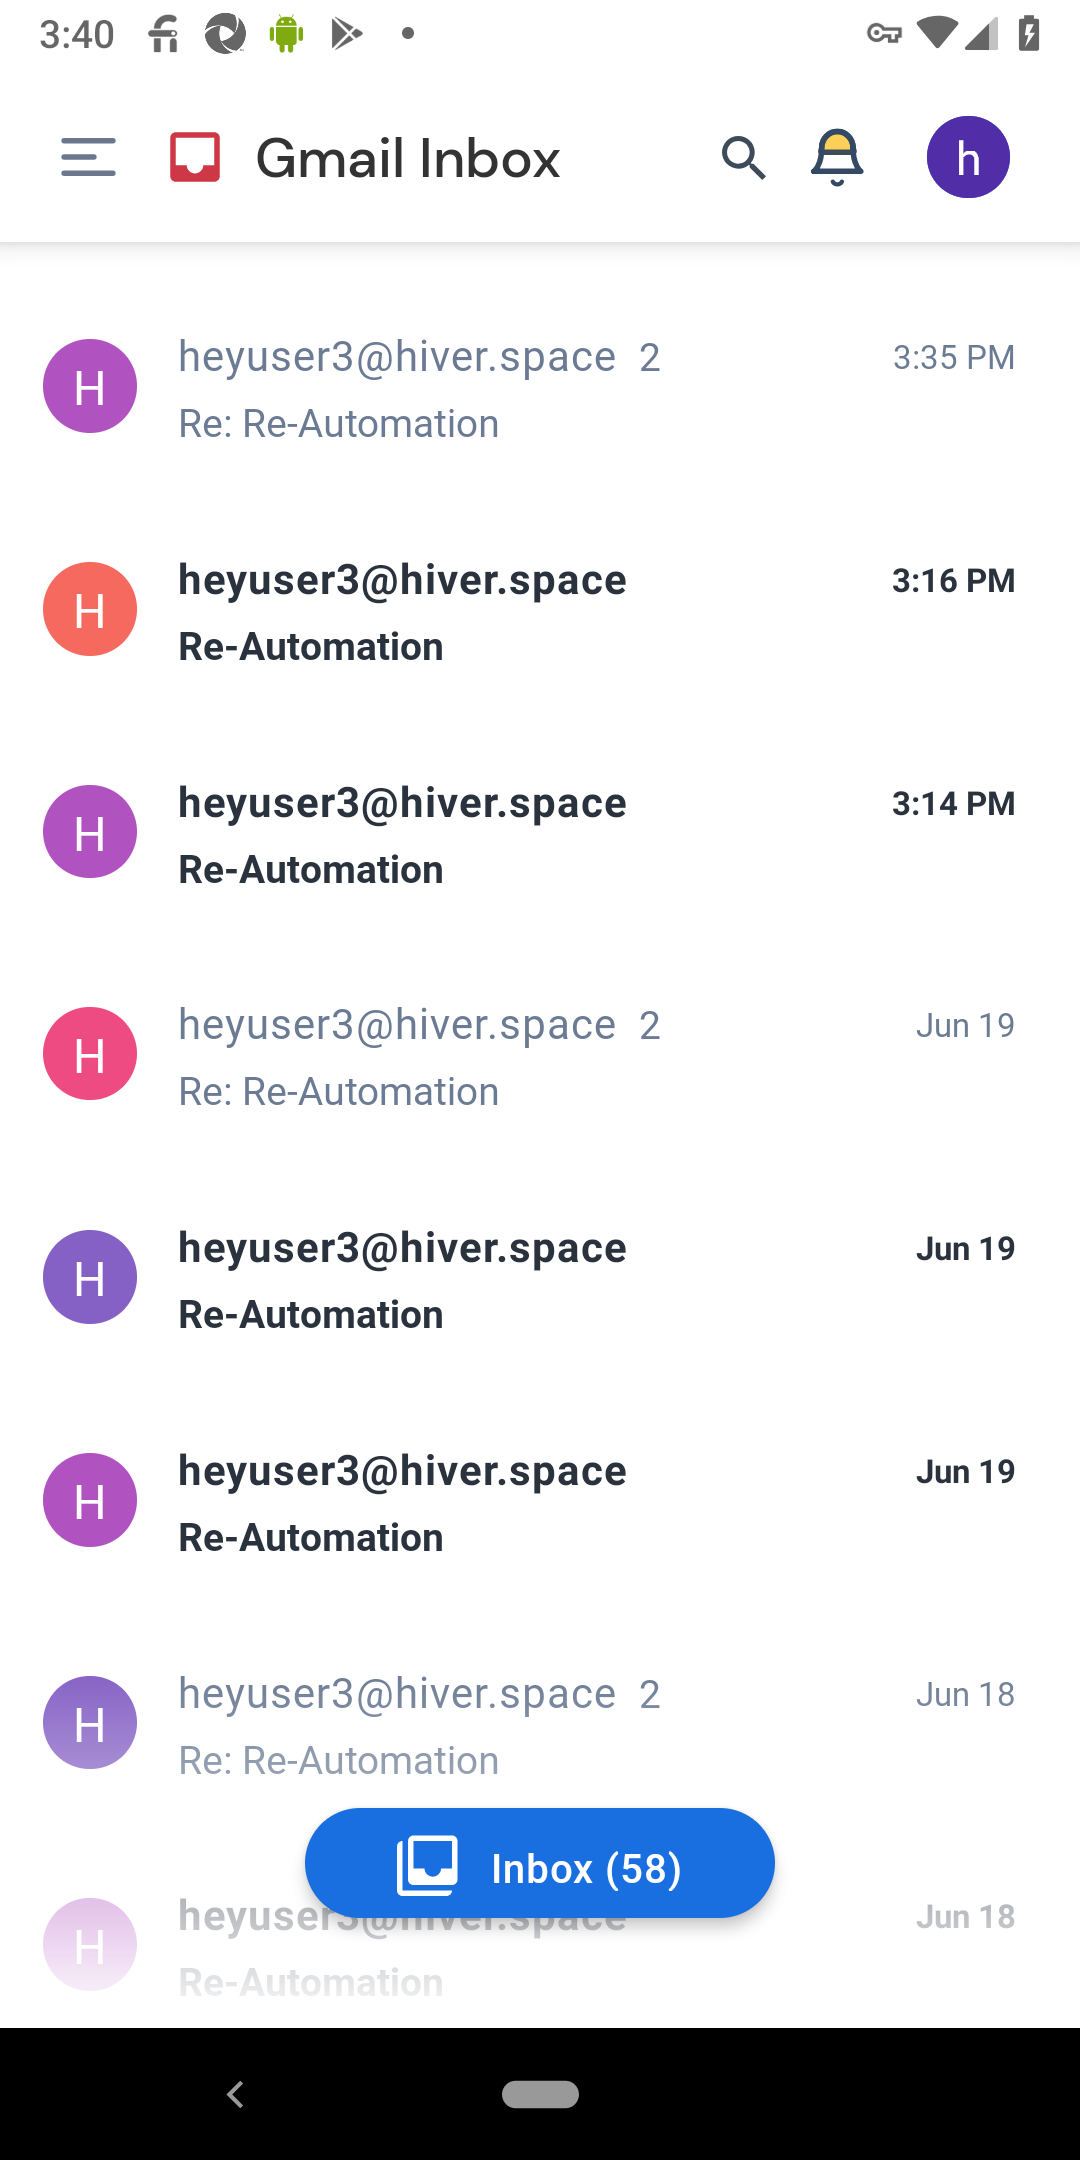 3:40
Gmail Inbox
h
H
heyuser3@hiver.space 2
3:35 PM
Re: Re-Automation
H
heyuser3@hiver.space
3:16 PM
Re-Automation
H
heyuser3@hiver.space
3:14 PM
Re-Automation
H
heyuser3@hiver.space 2
Jun 19
Re: Re-Automation
H
heyuser3@hiver.space
Jun 19
Re-Automation
H
heyuser3@hiver.space
Jun 19
Re-Automation
H
heyuser3@hiver.space 2
Jun 18
Re: Re-Automation
Inbox (58)
H
heyuser3@hiver.space
Jun 18
Re-Automation